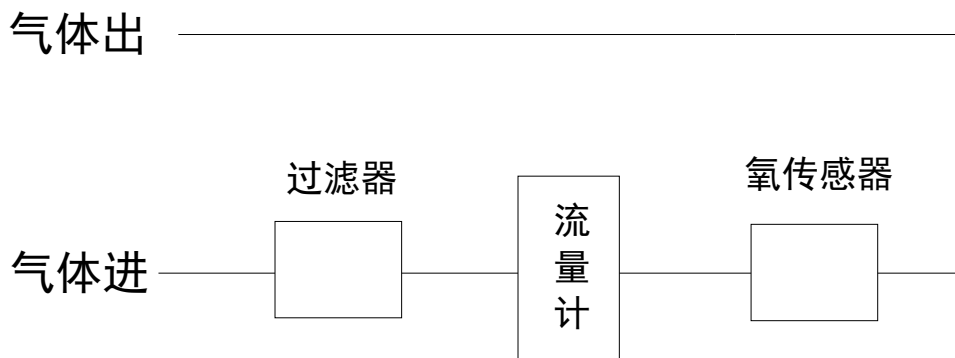 气体出
过滤器
氧传感器
流量计
气体进